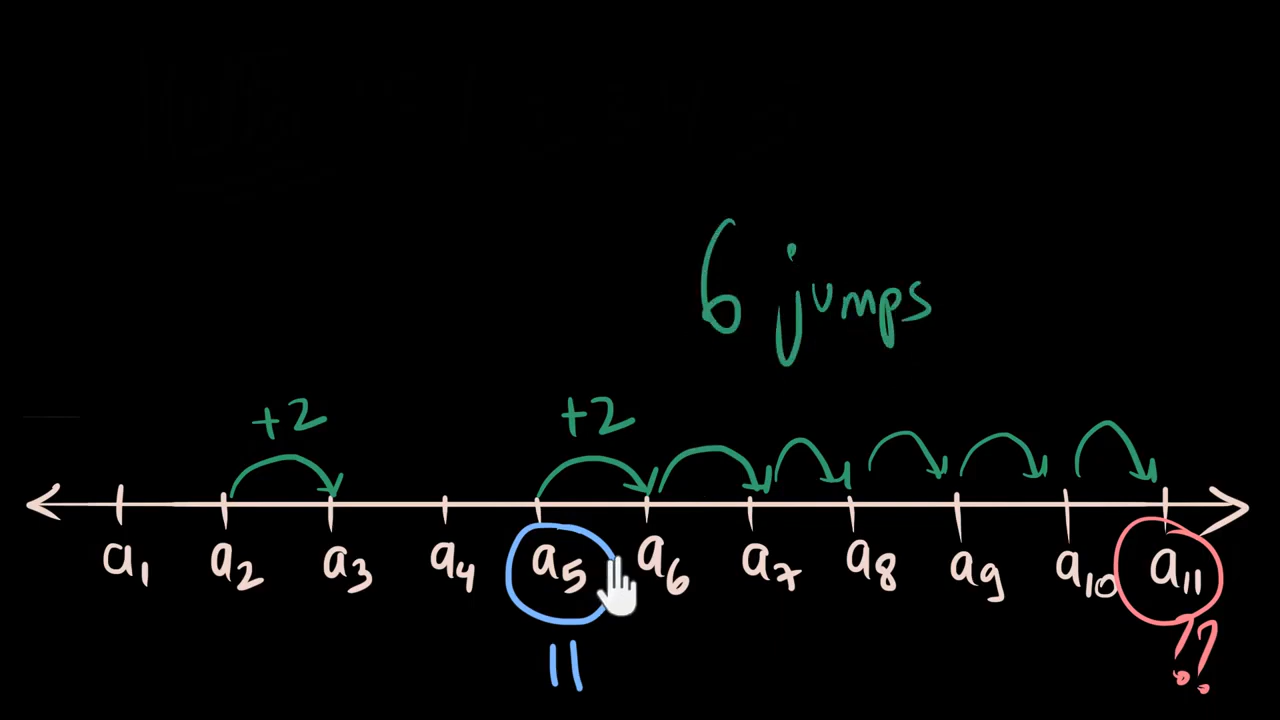 6 jumps
+2 +2
a₁ a₂ a₃ a₄ a₅ a₆ a₇ a₈ a₉ a₁₀ a₁₁
11 ??